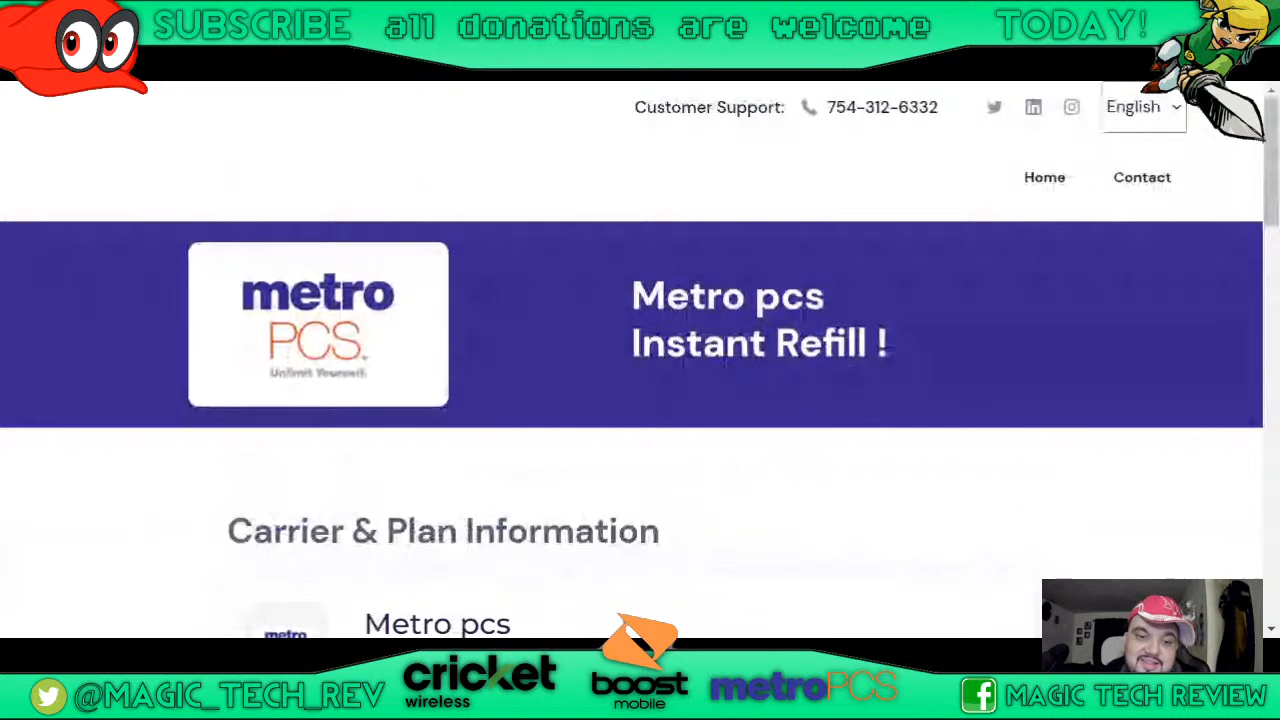 SUBSCRIBE all donations are welcome TODAY!
Customer Support: 754-312-6332 English
Home Contact
metro
PCS.
Unlimit Yourself.
Metro pcs
Instant Refill !
Carrier & Plan Information
metro
Metro pcs
@MAGIC_TECH_REV
cricket
wireless
boost
mobile
metroPCS
MAGIC TECH REVIEW